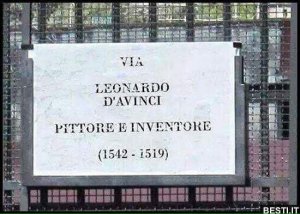 VIA
LEONARDO
D'AVINCI
PITTORE E INVENTORE
(1542 - 1519)
BESTI.IT